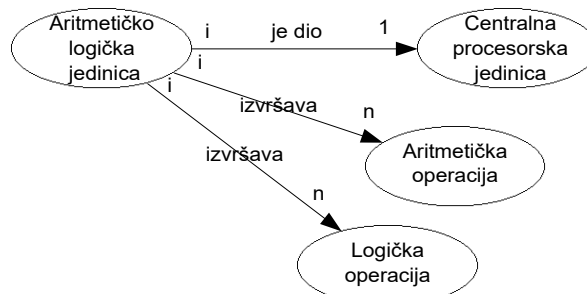 Aritmetičko
logička
jedinica
i
je dio
1
Centralna
procesorska
jedinica
i
izvršava
n
Aritmetička
operacija
i
izvršava
n
Logička
operacija